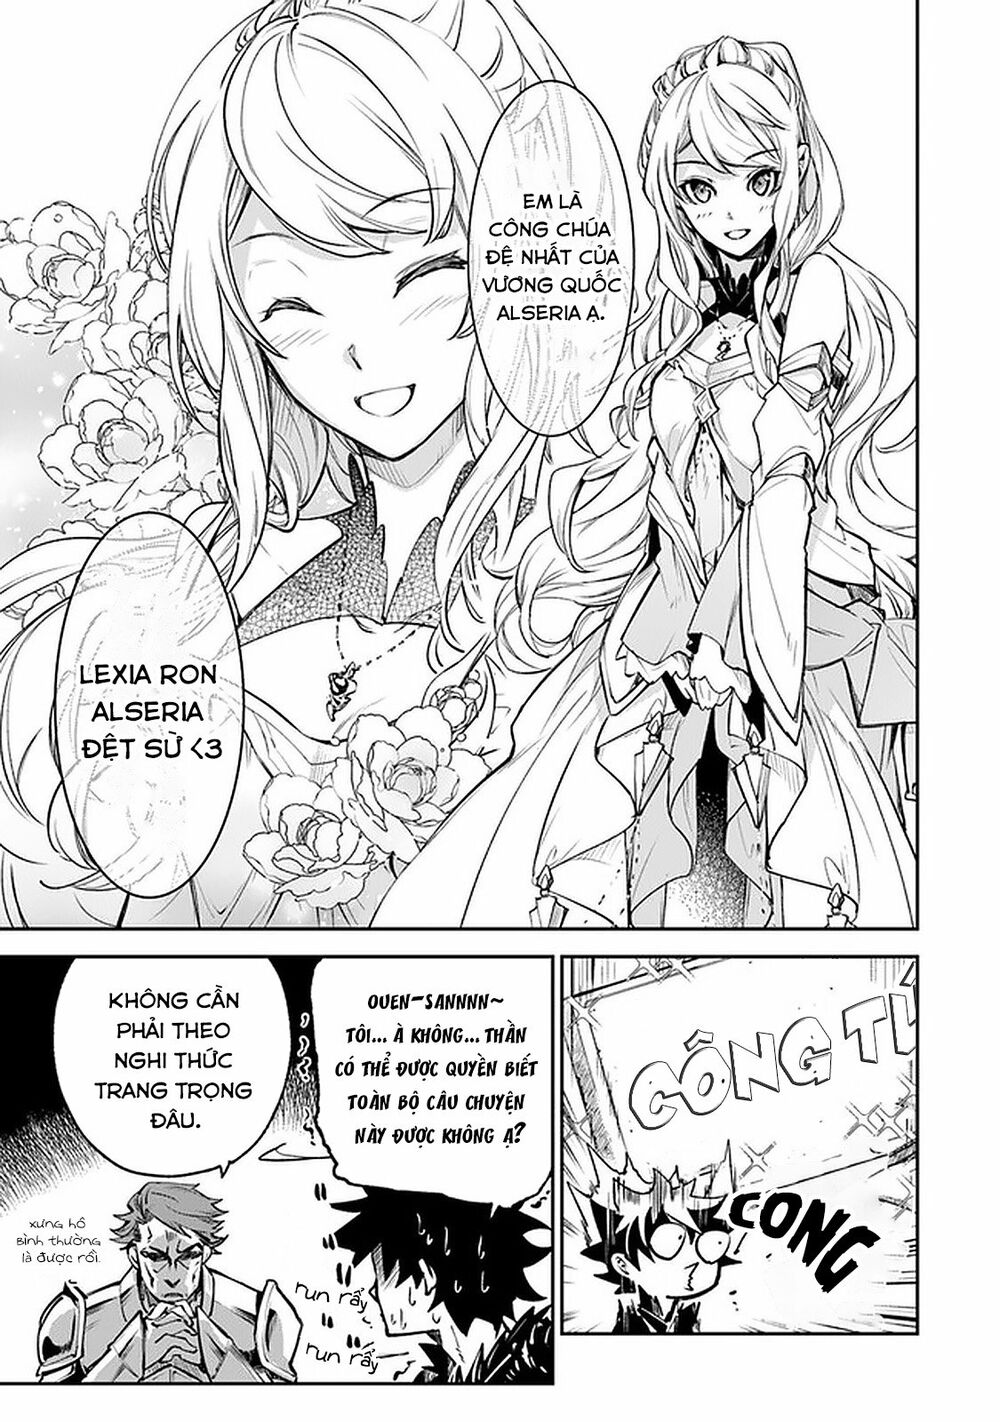 EM LÀ
CÔNG CHÚA
ĐỆ NHẤT CỦA
VƯƠNG QUỐC
ALSERIA Ạ.
LEXIA RON
ALSERIA
ĐỆT SỪ <3
CÔNG
CONG
OUEN-SANNNN~
TÔI... À KHÔNG... THẦN
CÓ THỂ ĐƯỢC QUYỀN BIẾT
TOÀN BỘ CÂU CHUYỆN
NÀY ĐƯỢC KHÔNG Ạ?
run rẩy
run rẩy
KHÔNG CẦN
PHẢI THEO
NGHI THỨC
TRANG TRỌNG
ĐÂU.
xưng hô
bình thường
là được rồi.